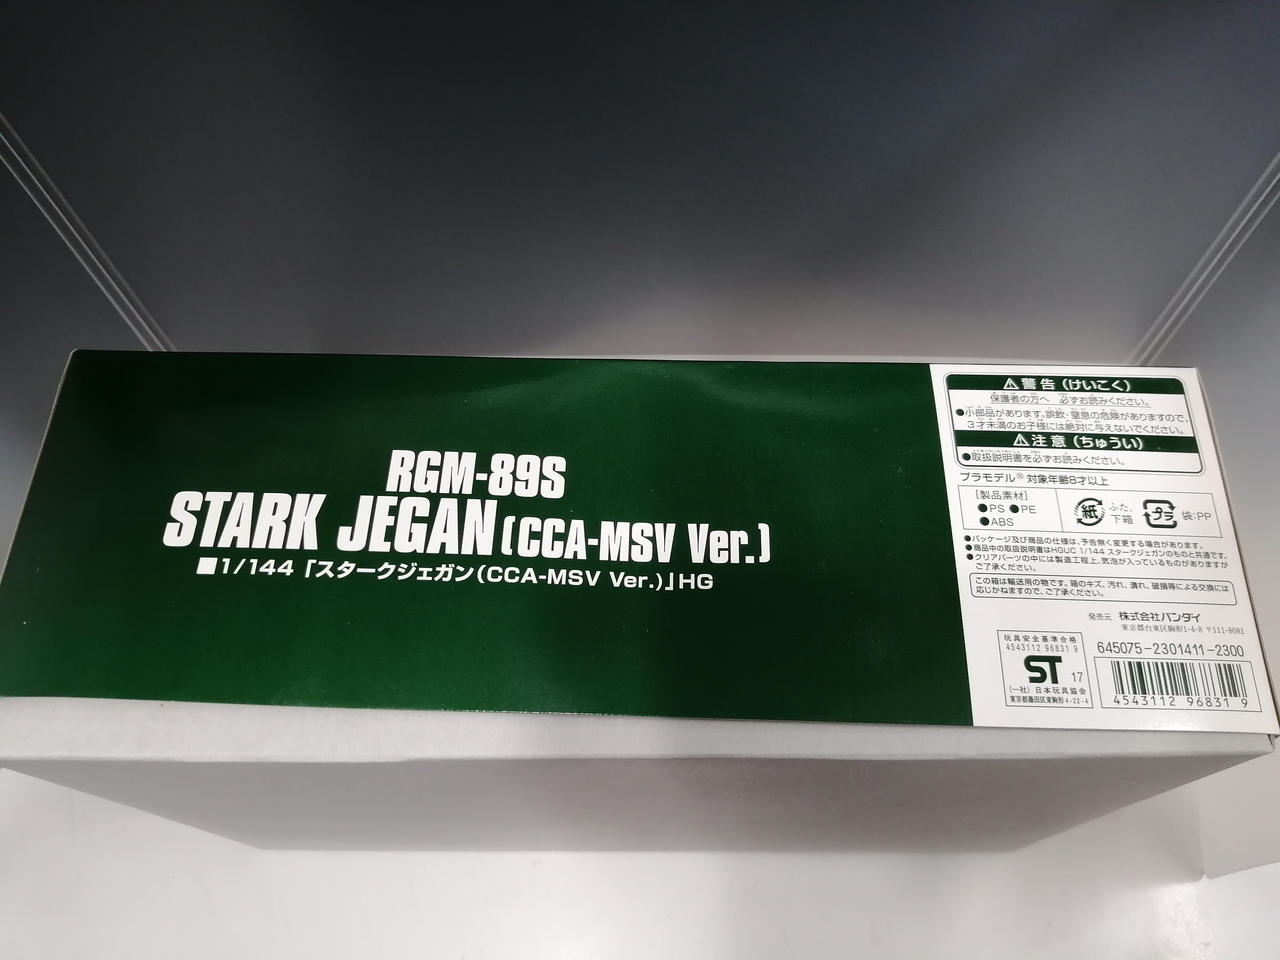 RGM-89S
STARK JEGAN (CCA-MSV Ver.)
■1/144「スタークジェガン(CCA-MSV Ver.)」HG
⚠警告(けいこく)
保護者の方へ 必ずお読みください。
●小部品があります。誤飲・窒息の危険がありますので、
3才未満のお子様には絶対に与えないでください。
⚠注意(ちゅうい)
●取扱説明書を必ずお読みください。
プラモデル® 対象年齢8才以上
[製品素材]
●PS ●PE
●ABS
紙 ふた、
下箱
プラ 袋:PP
●パッケージ及び商品の仕様は、予告無く変更する場合があります。
●商品中の取扱説明書はHGUC 1/144 スタークジェガンのものと共通です。
●クリアパーツの中には製造工程上、気泡が入っているものがありますが
ご了承ください。
この箱は輸送用の物です。箱のキズ、汚れ、潰れ、破損等による交換には
応じかねますので、ご了承ください。
発売元 株式会社バンダイ
東京都台東区駒形1-4-8 〒111-8081
玩具安全基準合格
4543112 96831 9
ST 17
(一社)日本玩具協会
東京都墨田区東駒形4-22-4
645075-2301411-2300
4543112 96831 9